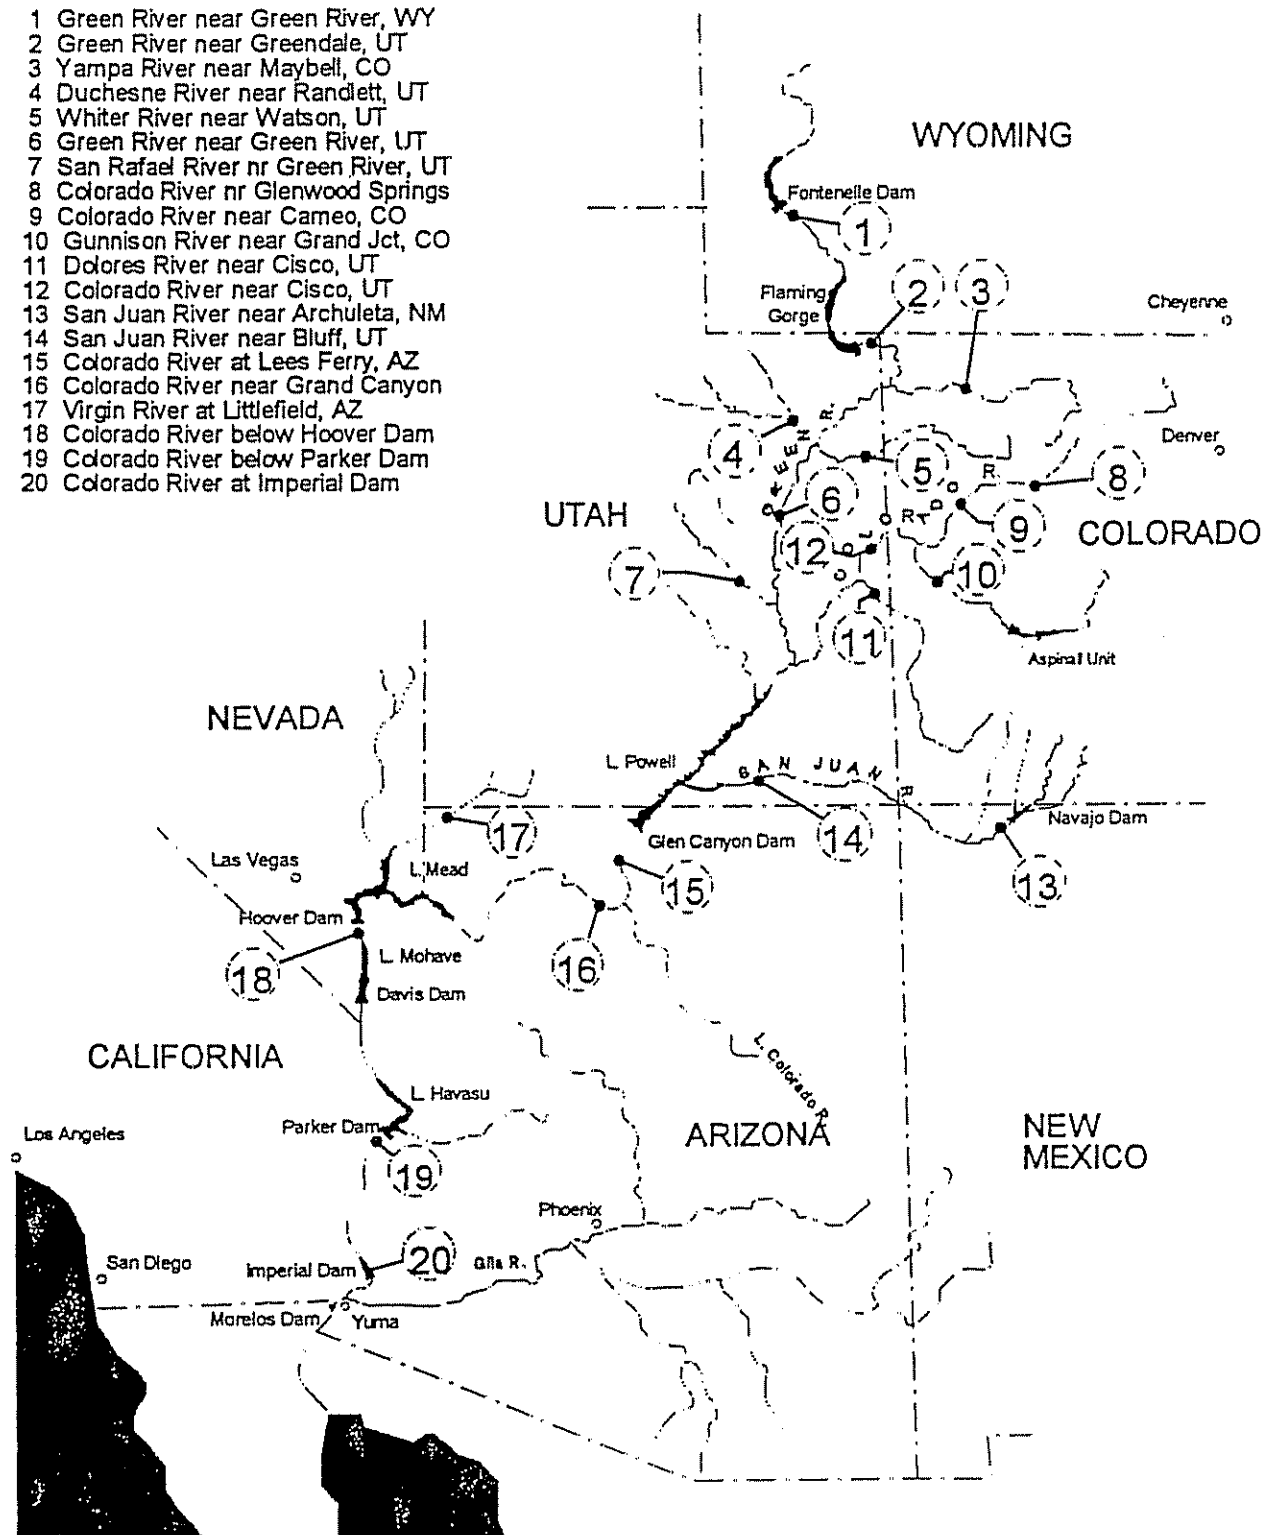 1 Green River near Green River, WY
2 Green River near Greendale, UT
3 Yampa River near Maybell, CO
4 Duchesne River near Randlett, UT
5 Whiter River near Watson, UT
6 Green River near Green River, UT
7 San Rafael River nr Green River, UT
8 Colorado River nr Glenwood Springs
9 Colorado River near Cameo, CO
10 Gunnison River near Grand Jct, CO
11 Dolores River near Cisco, UT
12 Colorado River near Cisco, UT
13 San Juan River near Archuleta, NM
14 San Juan River near Bluff, UT
15 Colorado River at Lees Ferry, AZ
16 Colorado River near Grand Canyon
17 Virgin River at Littlefield, AZ
18 Colorado River below Hoover Dam
19 Colorado River below Parker Dam
20 Colorado River at Imperial Dam
WYOMING
Fontenelle Dam
1
Flaming
Gorge
2
3
Cheyenne
4
5
Denver
8
6
UTAH
12
9
COLORADO
7
10
11
Aspinal Unit
NEVADA
L. Powell
SAN JUAN R
17
Glen Canyon Dam
14
Navajo Dam
Las Vegas
L. Mead
15
13
Hoover Dam
18
L. Mohave
16
Davis Dam
CALIFORNIA
L. Colorado R.
L. Havasu
Los Angeles
Parker Dam
ARIZONA
NEW
MEXICO
19
Phoenix
San Diego
Imperial Dam
20
Gila R.
Morelos Dam
Yuma